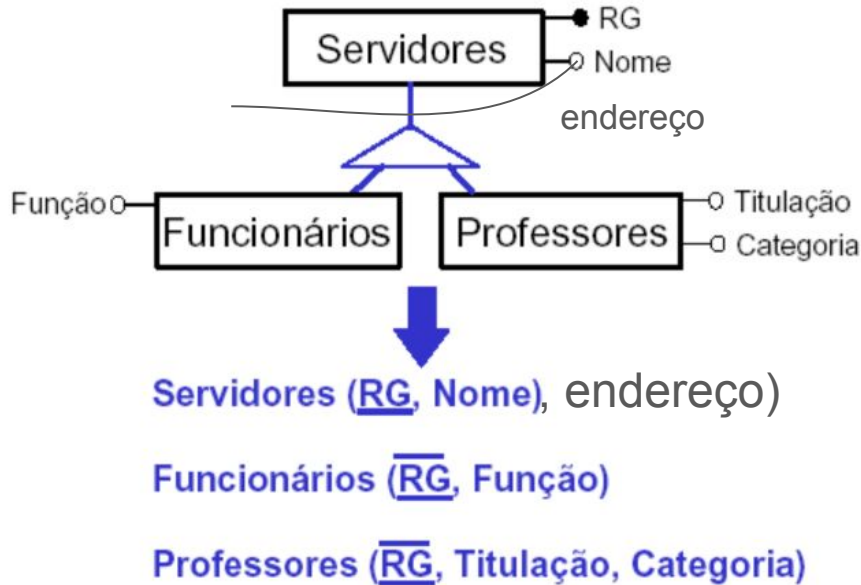 RG
Servidores
Nome
endereço
Função
Funcionários
Professores
Titulação
Categoria
Servidores (RG, Nome), endereço)
Funcionários (RG, Função)
Professores (RG, Titulação, Categoria)